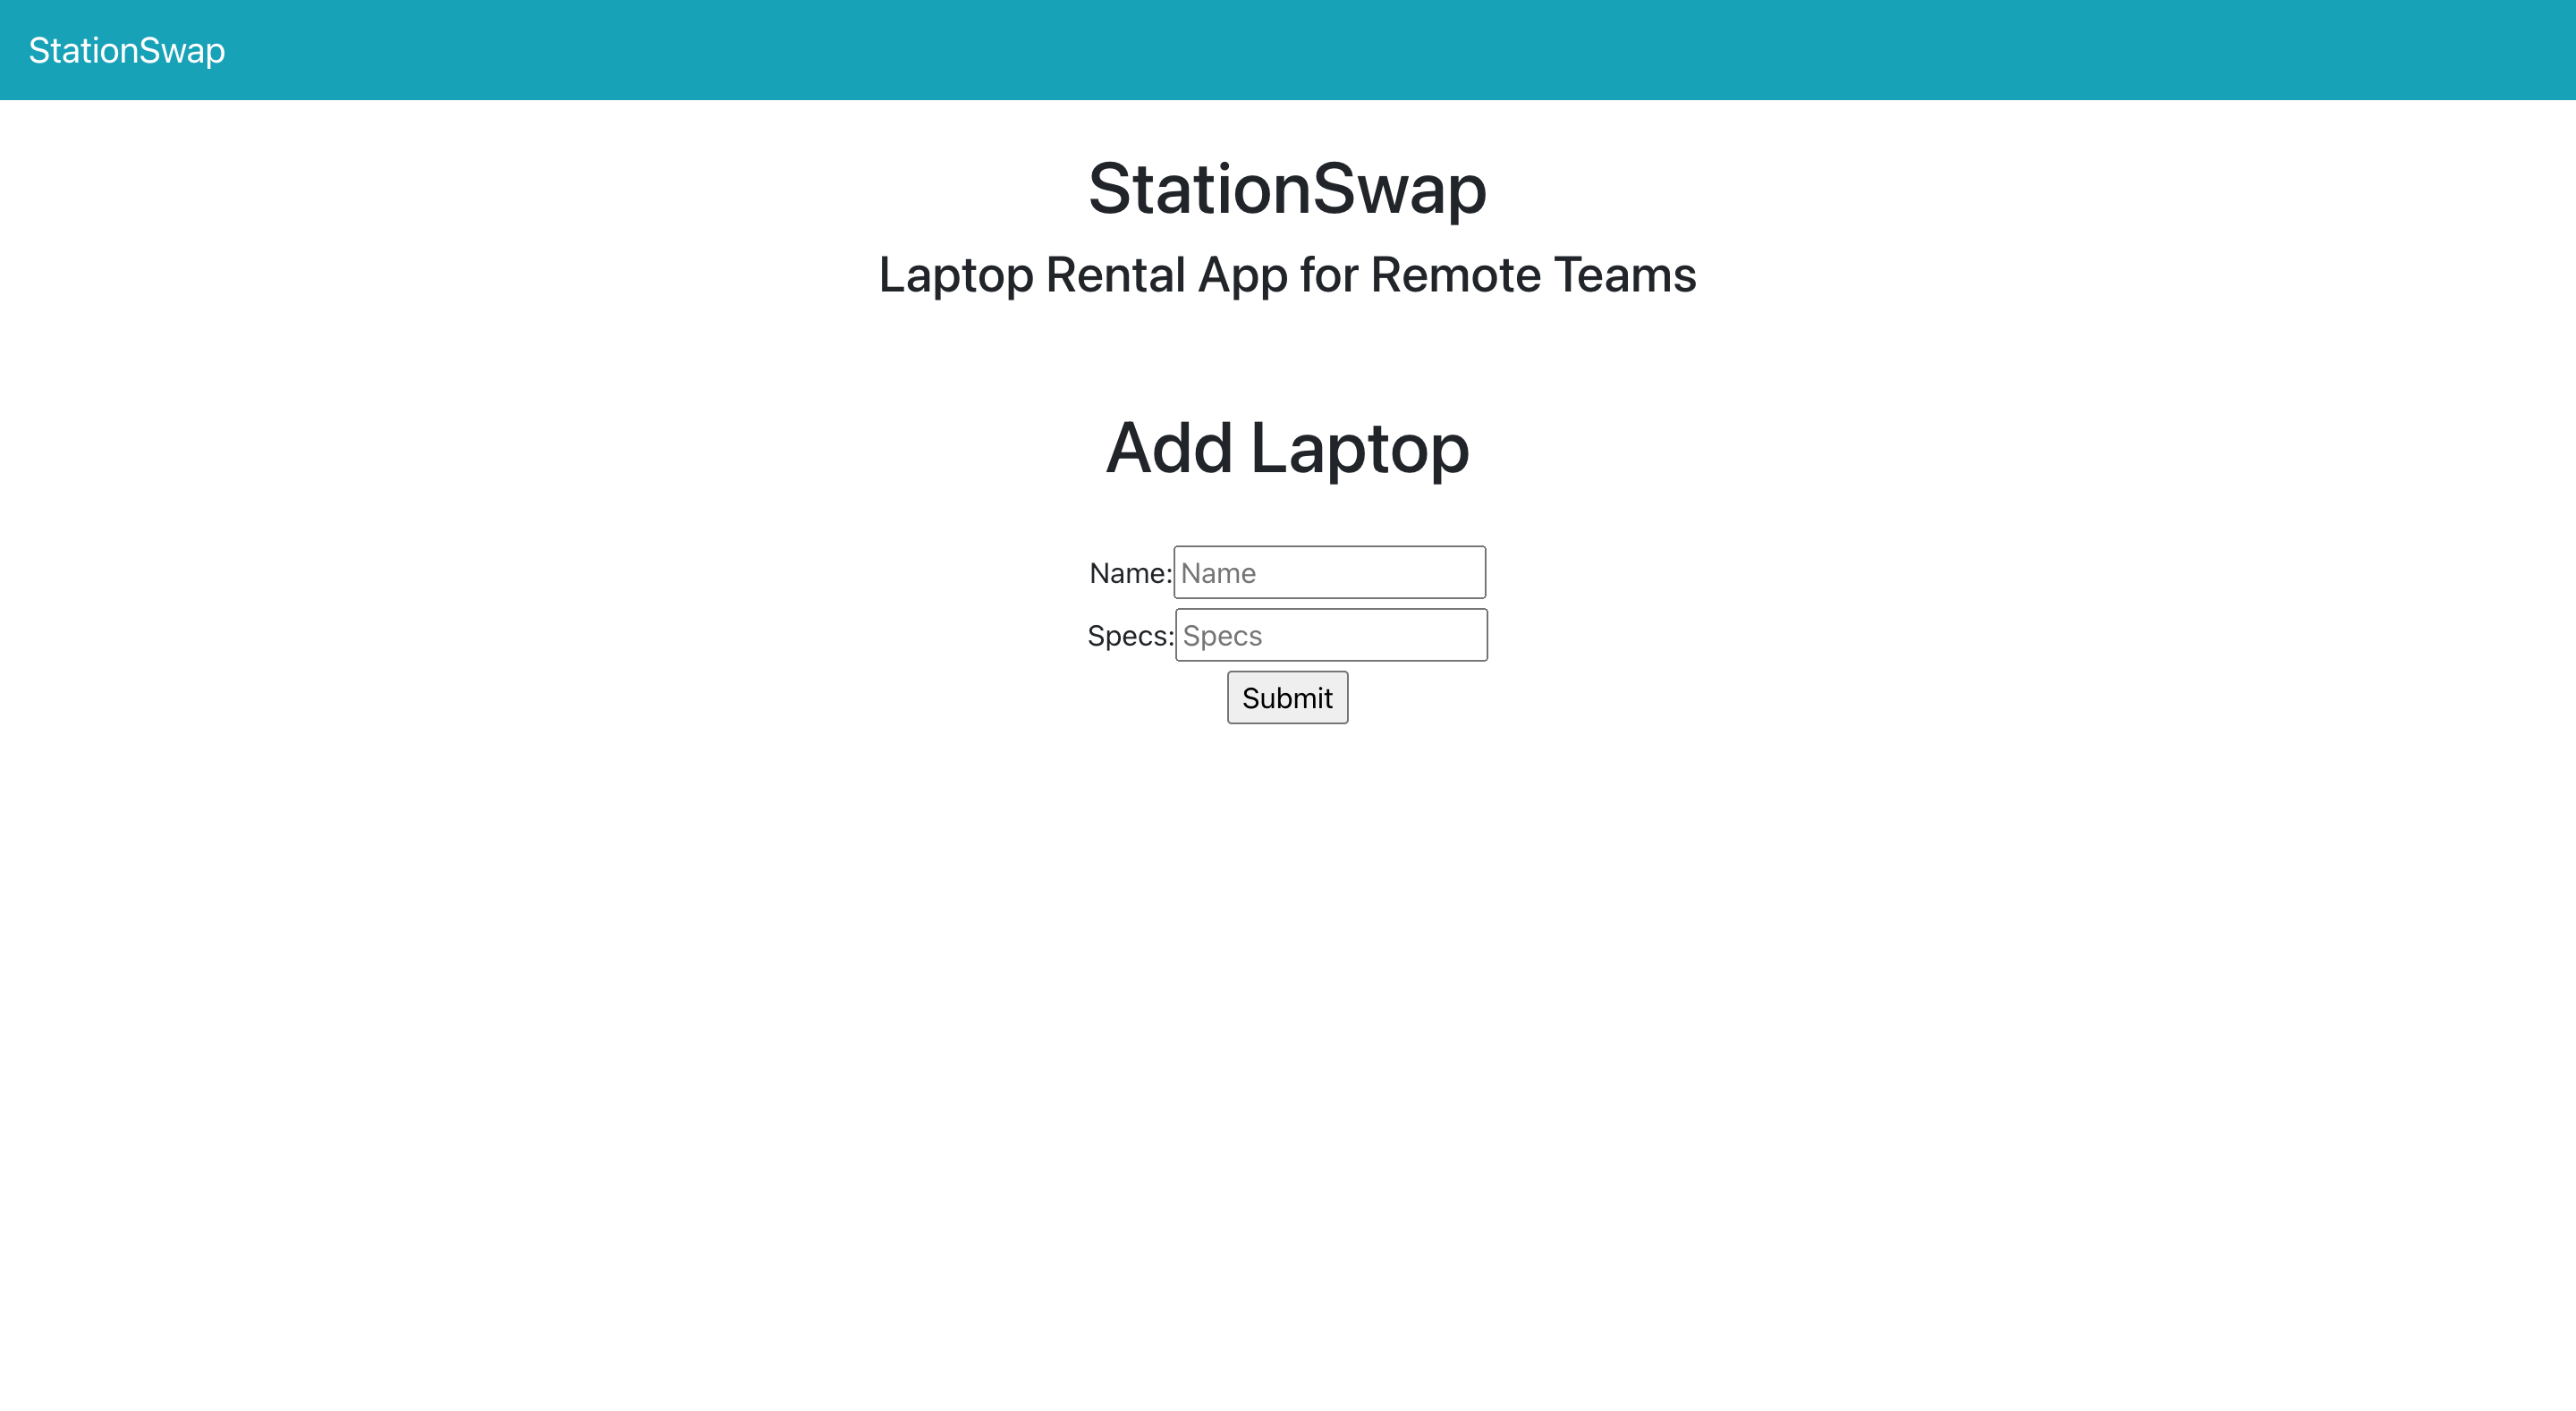 StationSwap
StationSwap
Laptop Rental App for Remote Teams
Add Laptop
Name: Name
Specs: Specs
Submit